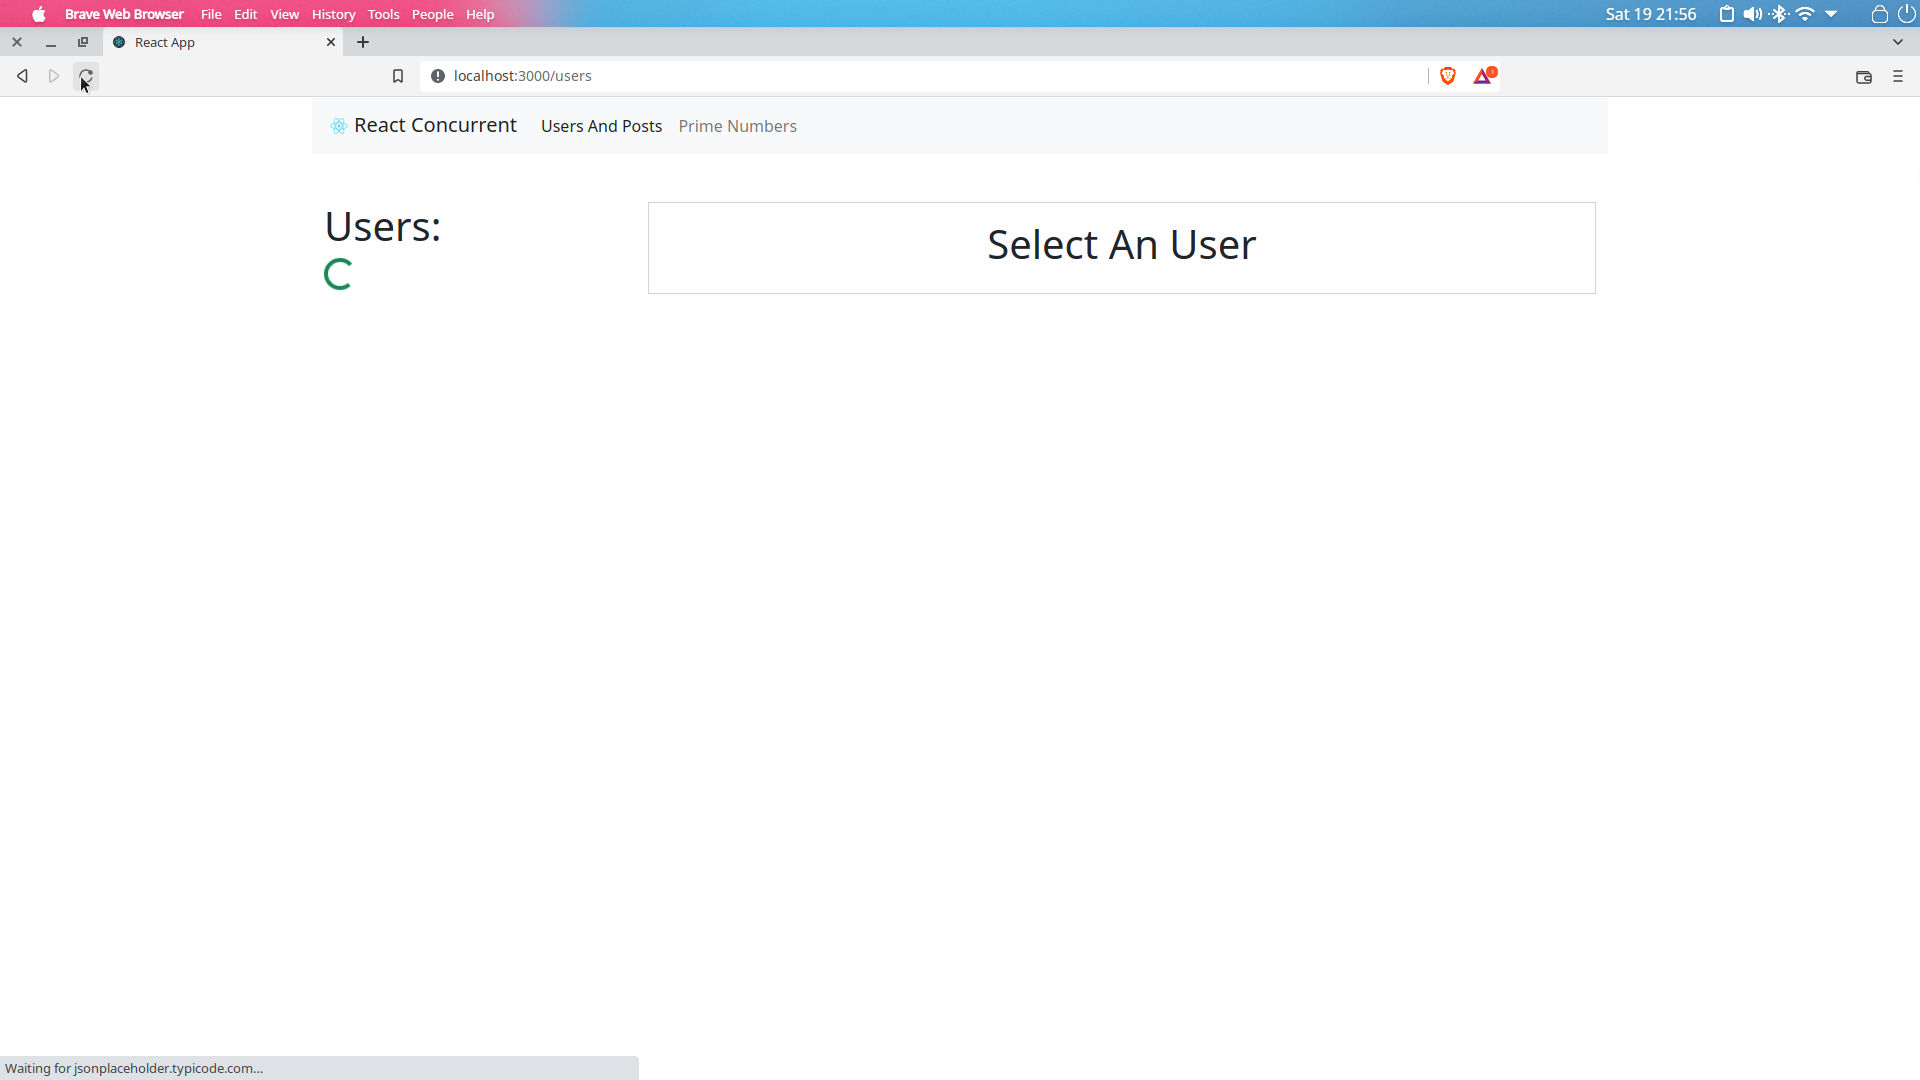 Brave Web Browser File Edit View History Tools People Help Sat 19 21:56
React App
localhost:3000/users
React Concurrent Users And Posts Prime Numbers
Users:
Select An User
Waiting for jsonplaceholder.typicode.com...